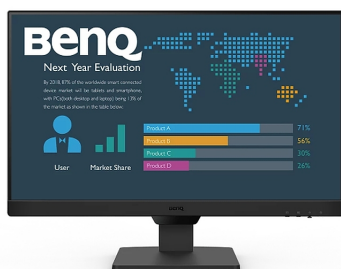 BenQ
Next Year Evaluation
By 2018, 87% of the worldwide smart connected
device market will be tablets and smartphone,
with PCs(both desktop and laptop) being 13% of
the market as shown in the table below:
Product A 71%
Product B 56%
Product C 30%
Product D 26%
User Market Share
BenQ